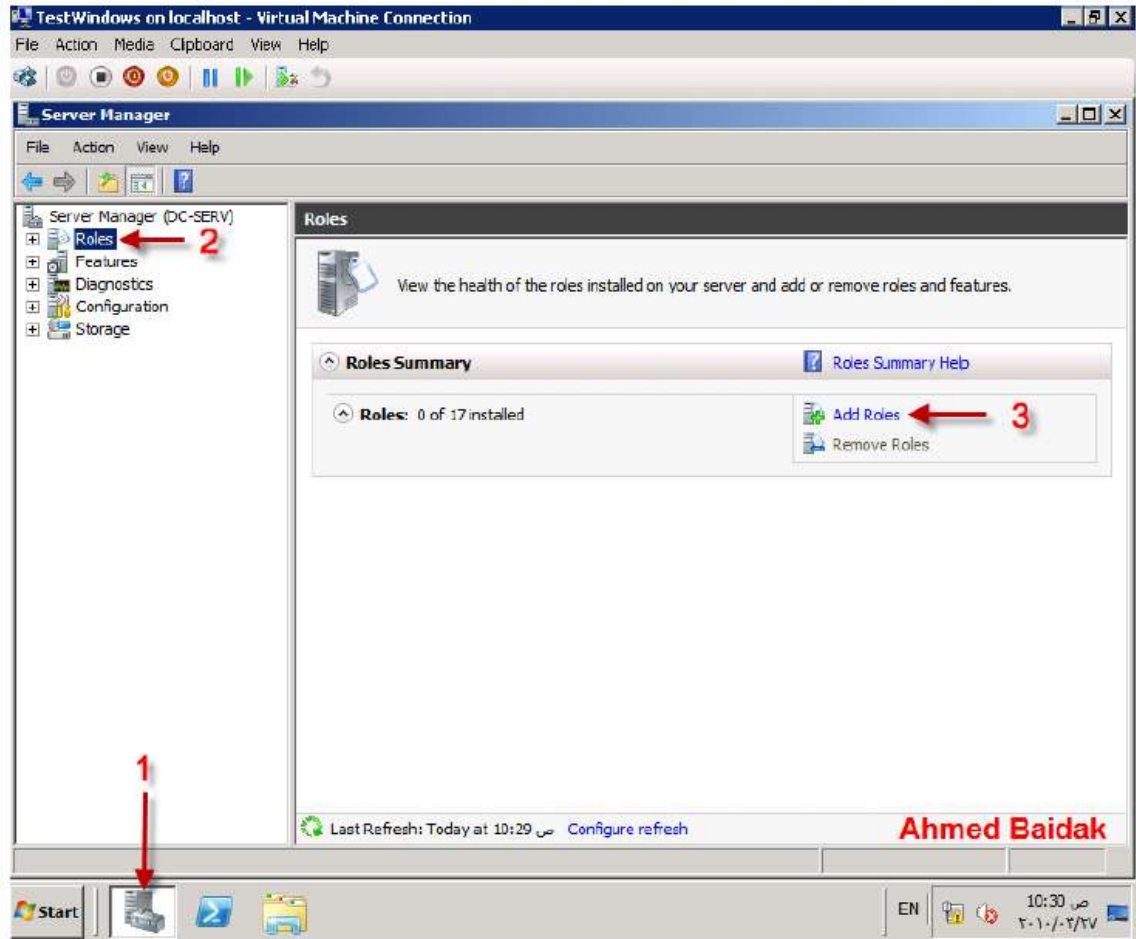 TestWindows on localhost - Virtual Machine Connection
File Action Media Clipboard View Help
Server Manager
File Action View Help
Server Manager (DC-SERV)
Roles
2
Features
Diagnostics
Configuration
Storage
Roles
View the health of the roles installed on your server and add or remove roles and features.
Roles Summary
Roles Summary Help
Roles: 0 of 17 installed
Add Roles
3
Remove Roles
1
Last Refresh: Today at 10:29 ص Configure refresh
Ahmed Baidak
Start
EN
10:30 ص
٢٠١٠/٠٣/٢٧